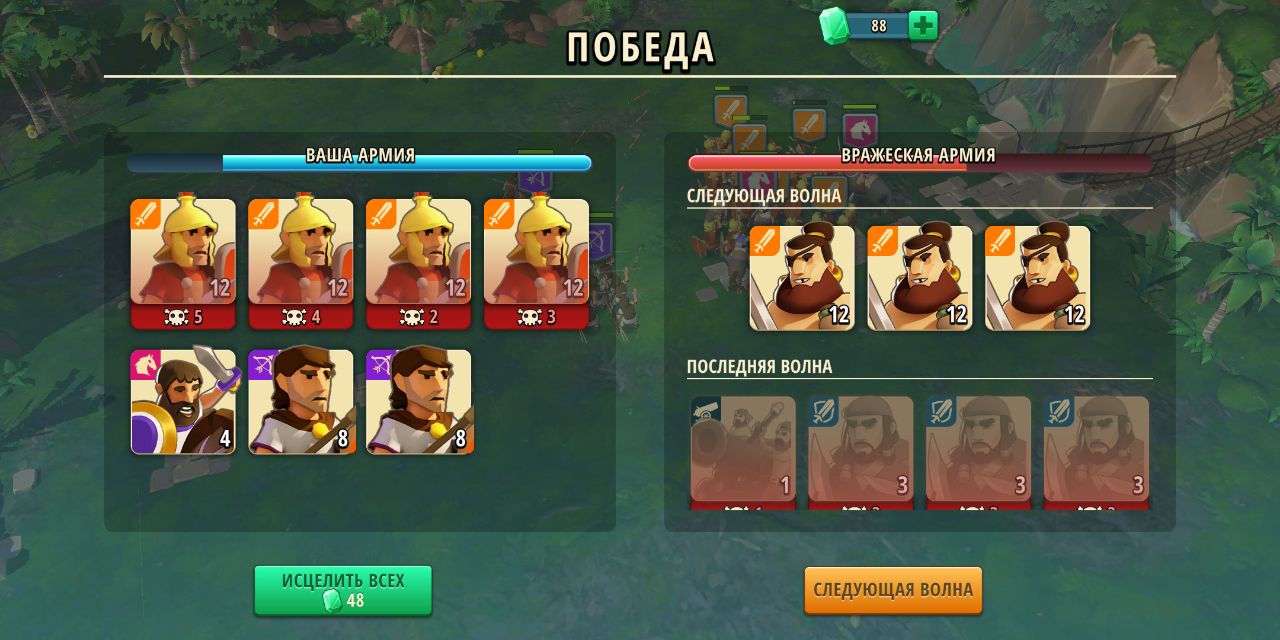 88
ПОБЕДА
ВАША АРМИЯ
12 12 12 12
5 4 2 3
4 8 8
ИСЦЕЛИТЬ ВСЕХ
48
ВРАЖЕСКАЯ АРМИЯ
СЛЕДУЮЩАЯ ВОЛНА
12 12 12
ПОСЛЕДНЯЯ ВОЛНА
1 3 3 3
СЛЕДУЮЩАЯ ВОЛНА